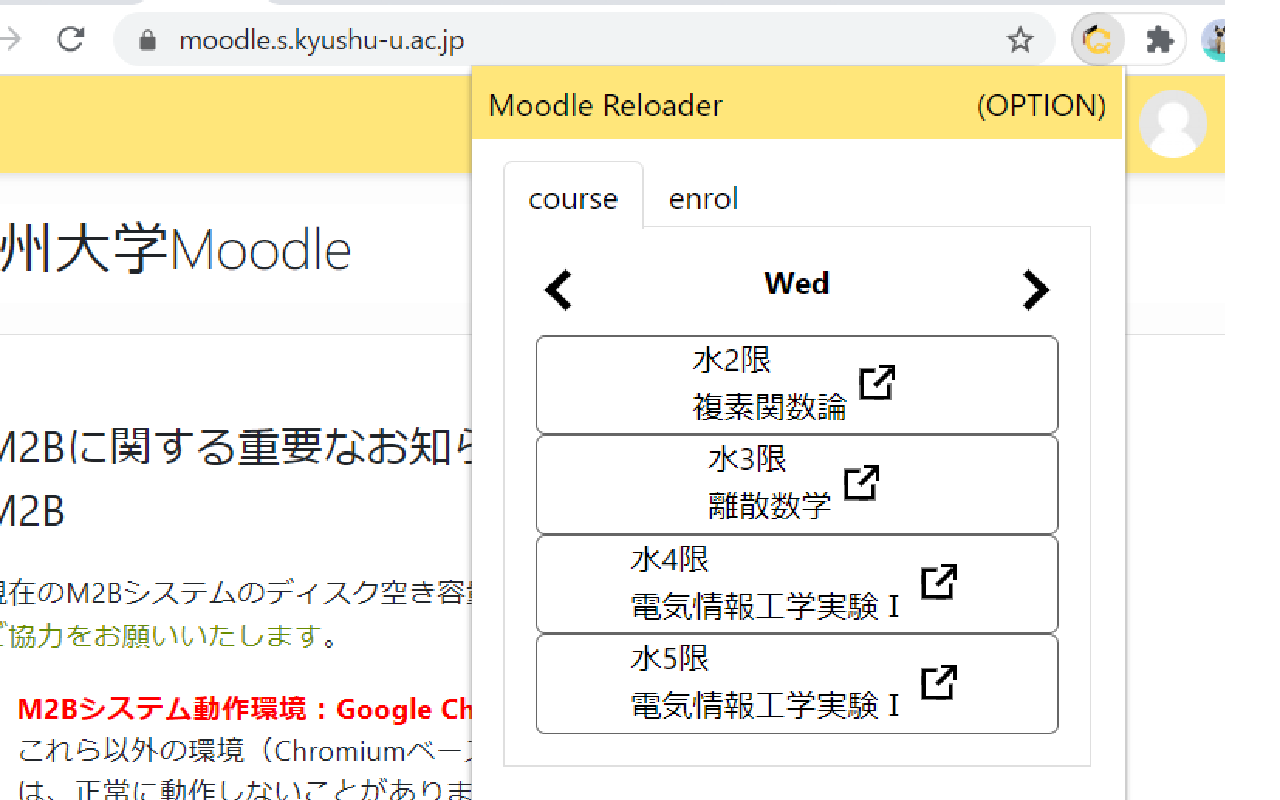 moodle.s.kyushu-u.ac.jp
Moodle Reloader
(OPTION)
course
enrol
州大学Moodle
Wed
水2限
複素関数論
水3限
離散数学
水4限
電気情報工学実験Ⅰ
水5限
電気情報工学実験Ⅰ
M2Bに関する重要なお知ら
M2B
現在のM2Bシステムのディスク空き容量
ご協力をお願いいたします。
M2Bシステム動作環境：Google Ch
これら以外の環境（Chromiumベース
は、正常に動作しないことがありま